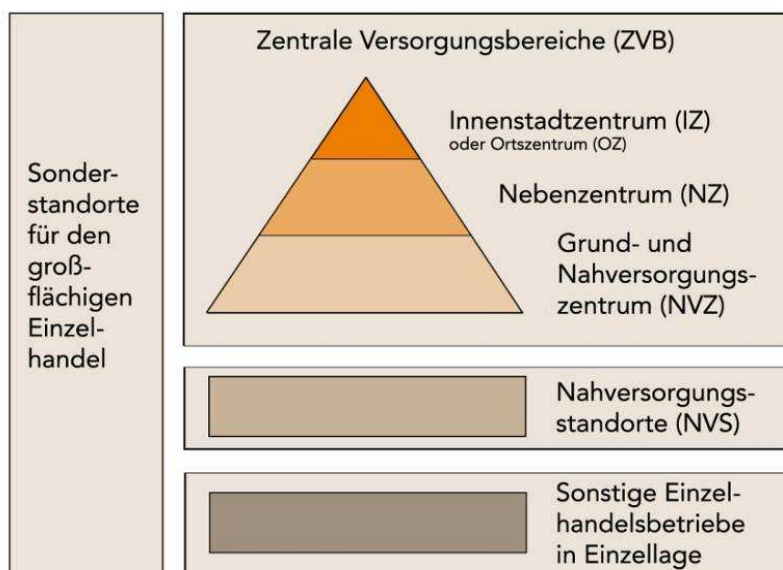 Sonder-
standorte
für den
groß-
flächigen
Einzel-
handel
Zentrale Versorgungsbereiche (ZVB)
Innenstadtzentrum (IZ)
oder Ortszentrum (OZ)
Nebenzentrum (NZ)
Grund- und
Nahversorgungs-
zentrum (NVZ)
Nahversorgungs-
standorte (NVS)
Sonstige Einzel-
handelsbetriebe
in Einzellage